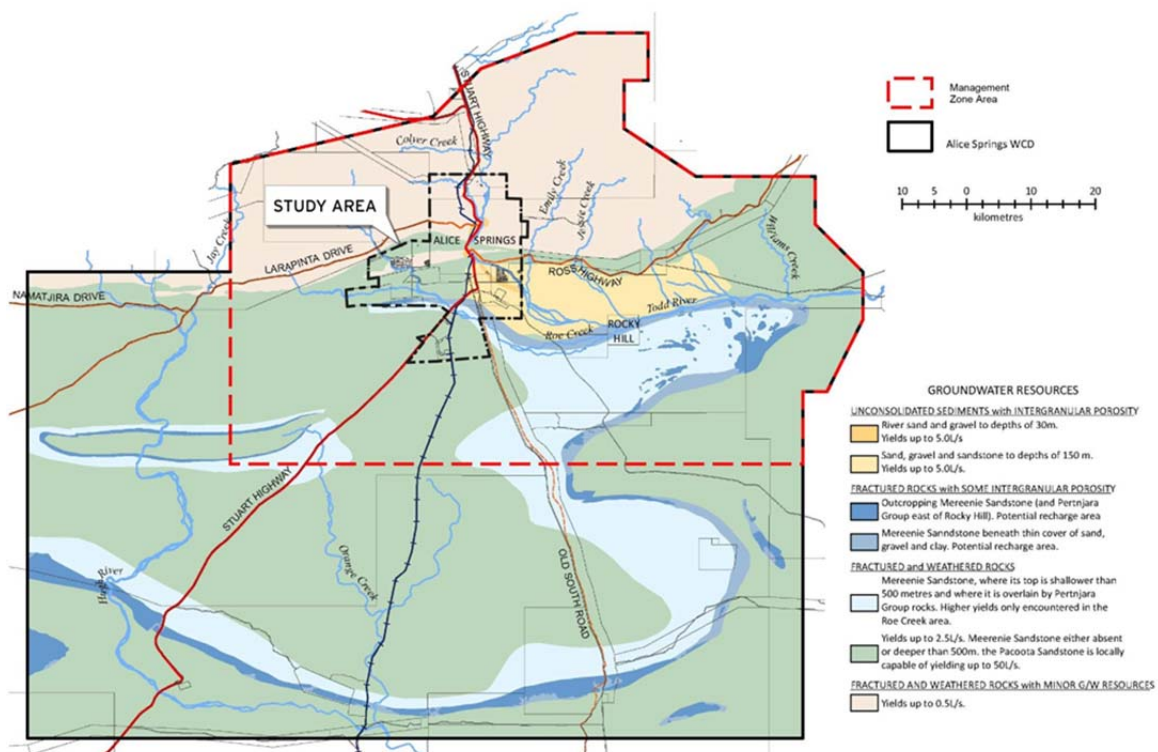 STUART HIGHWAY
Colyer Creek
Emily Creek
Jessie Creek
Williams Creek
Jay Creek
STUDY AREA
ALICE SPRINGS
LARAPINTA DRIVE
ROSS HIGHWAY
NAMATJIRA DRIVE
Todd River
Roe Creek
ROCKY
HILL
STUART HIGHWAY
Orange Creek
OLD SOUTH ROAD
Hugh River
Management
Zone Area
Alice Springs WCD
10 5 0 10 20
kilometres
GROUNDWATER RESOURCES
UNCONSOLIDATED SEDIMENTS with INTERGRANULAR POROSITY
River sand and gravel to depths of 30m.
Yields up to 5.0L/s
Sand, gravel and sandstone to depths of 150 m.
Yields up to 5.0L/s.
FRACTURED ROCKS with SOME INTERGRANULAR POROSITY
Outcropping Mereenie Sandstone (and Pertnjara
Group east of Rocky Hill). Potential recharge area
Mereenie Sanndstone beneath thin cover of sand,
gravel and clay. Potential recharge area.
FRACTURED and WEATHERED ROCKS
Mereenie Sandstone, where its top is shallower than
500 metres and where it is overlain by Pertnjara
Group rocks. Higher yields only encountered in the
Roe Creek area.
Yields up to 2.5L/s. Meerenie Sandstone either absent
or deeper than 500m. the Pacoota Sandstone is locally
capable of yielding up to 50L/s.
FRACTURED AND WEATHERED ROCKS with MINOR G/W RESOURCES
Yields up to 0.5L/s.